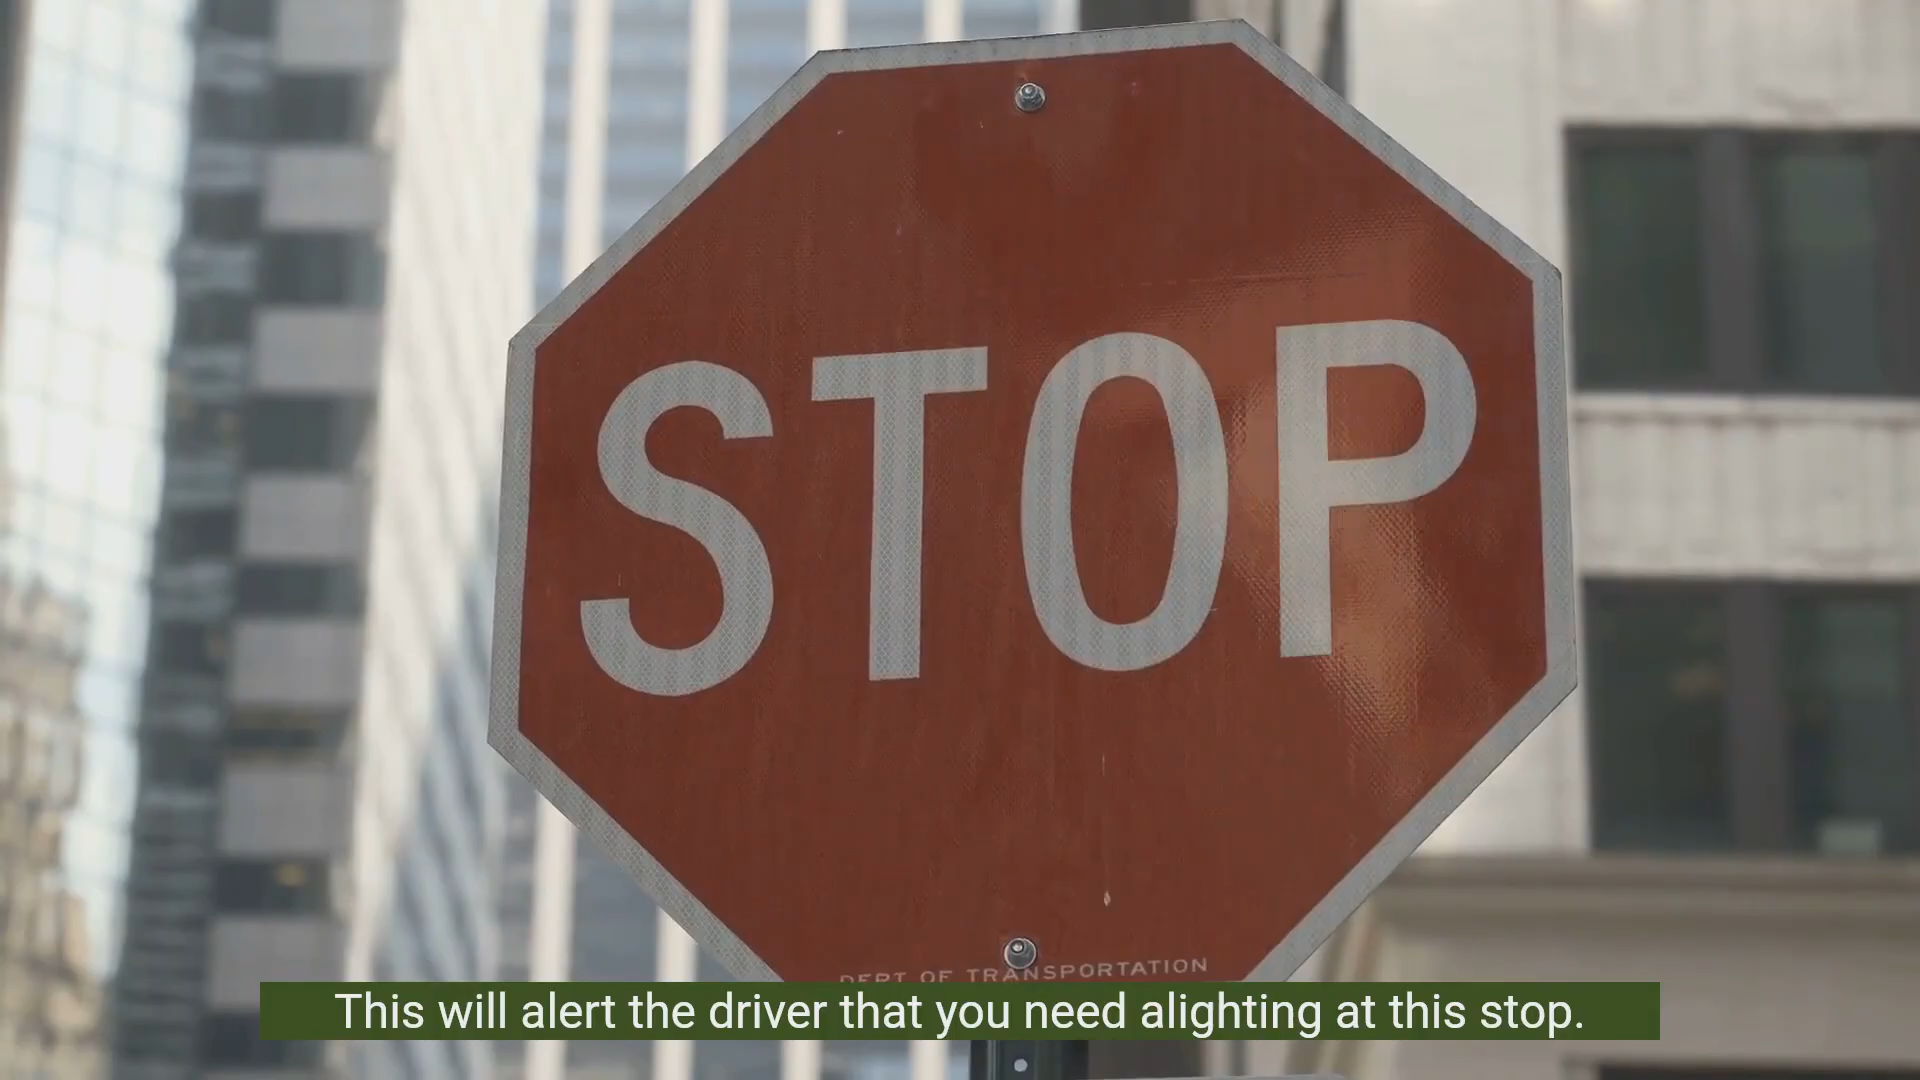 STOP
DEPT OF TRANSPORTATION
This will alert the driver that you need alighting at this stop.